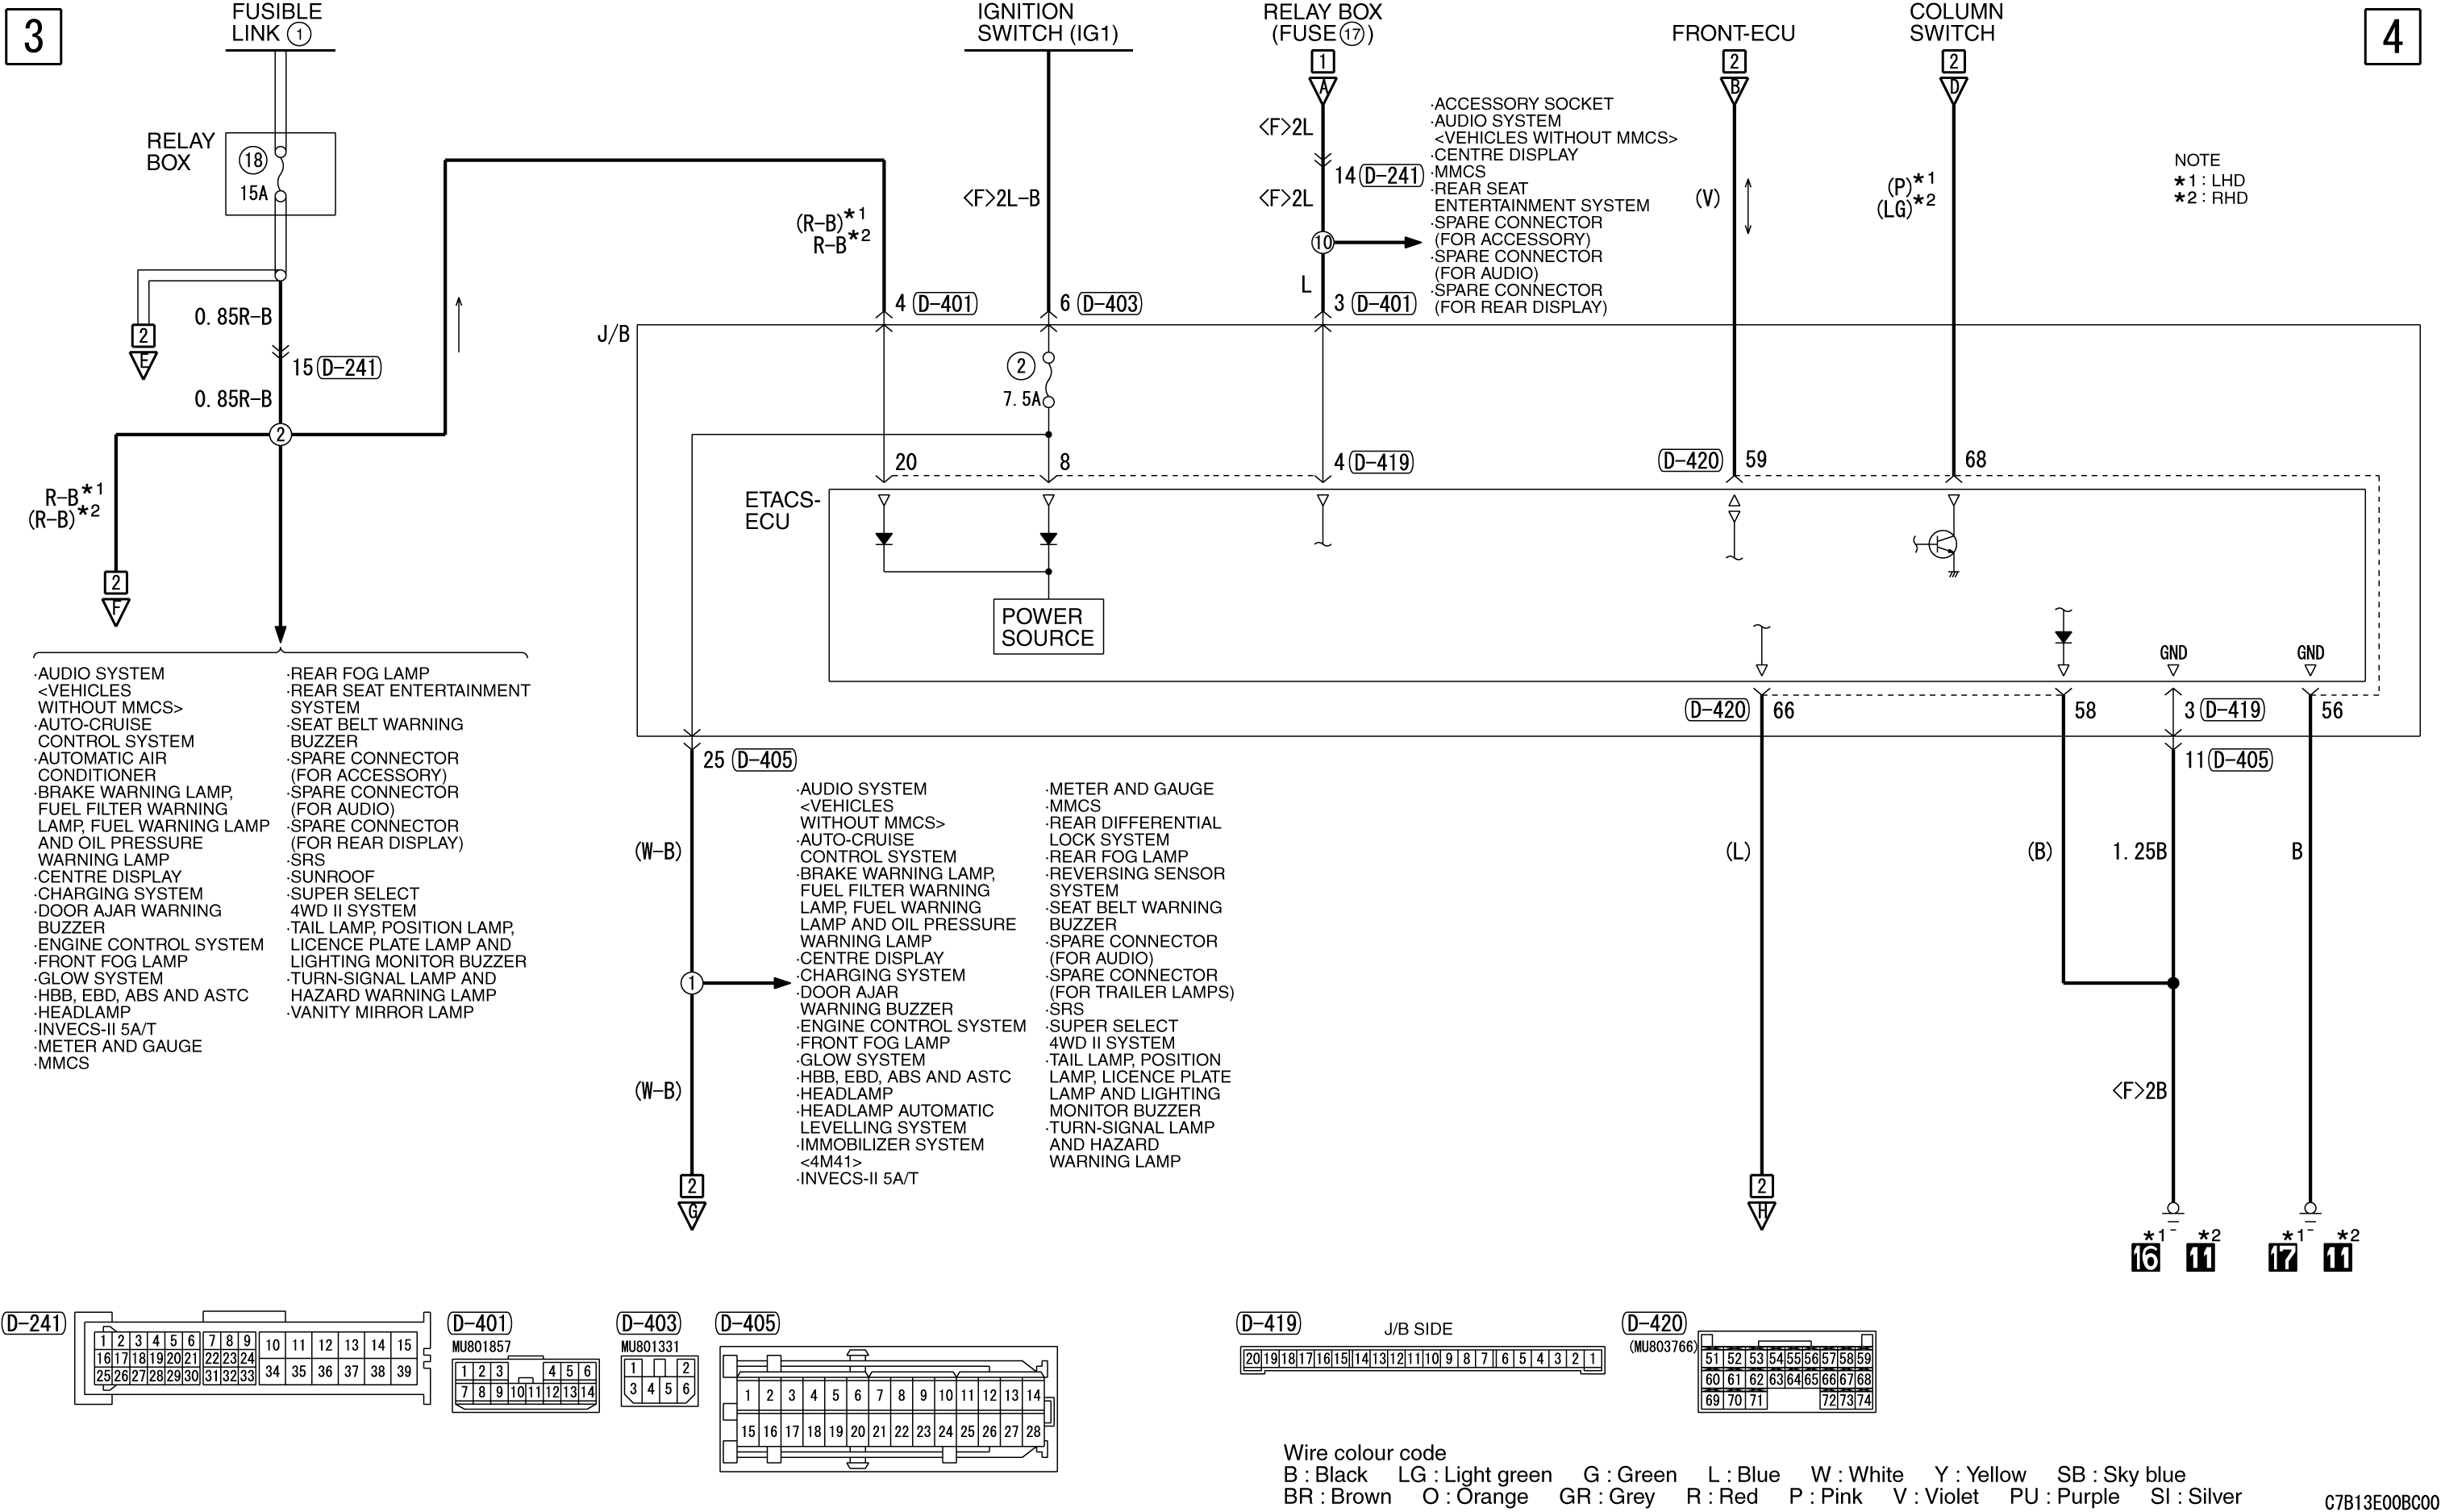 3
FUSIBLE
LINK 1
IGNITION
SWITCH (IG1)
RELAY BOX
(FUSE 17)
FRONT-ECU
COLUMN
SWITCH
4
1
A
2
B
2
D
RELAY
BOX
18
15A
<F>2L
14 D-241
<F>2L
10
L
3 D-401
·ACCESSORY SOCKET
·AUDIO SYSTEM
<VEHICLES WITHOUT MMCS>
·CENTRE DISPLAY
·MMCS
·REAR SEAT
ENTERTAINMENT SYSTEM
·SPARE CONNECTOR
(FOR ACCESSORY)
·SPARE CONNECTOR
(FOR AUDIO)
·SPARE CONNECTOR
(FOR REAR DISPLAY)
NOTE
*1 : LHD
*2 : RHD
(R-B)*1
R-B*2
<F>2L-B
(V)
(P)*1
(LG)*2
4 D-401
6 D-403
0.85R-B
2
E
15 D-241
0.85R-B
2
J/B
2
7.5A
20
8
4 D-419
D-420 59
68
R-B*1
(R-B)*2
2
F
ETACS-
ECU
POWER
SOURCE
GND
GND
·AUDIO SYSTEM
<VEHICLES
WITHOUT MMCS>
·AUTO-CRUISE
CONTROL SYSTEM
·AUTOMATIC AIR
CONDITIONER
·BRAKE WARNING LAMP,
FUEL FILTER WARNING
LAMP, FUEL WARNING LAMP
AND OIL PRESSURE
WARNING LAMP
·CENTRE DISPLAY
·CHARGING SYSTEM
·DOOR AJAR WARNING
BUZZER
·ENGINE CONTROL SYSTEM
·FRONT FOG LAMP
·GLOW SYSTEM
·HBB, EBD, ABS AND ASTC
·HEADLAMP
·INVECS-II 5A/T
·METER AND GAUGE
·MMCS
·REAR FOG LAMP
·REAR SEAT ENTERTAINMENT
SYSTEM
·SEAT BELT WARNING
BUZZER
·SPARE CONNECTOR
(FOR ACCESSORY)
·SPARE CONNECTOR
(FOR AUDIO)
·SPARE CONNECTOR
(FOR REAR DISPLAY)
·SRS
·SUNROOF
·SUPER SELECT
4WD II SYSTEM
·TAIL LAMP, POSITION LAMP,
LICENCE PLATE LAMP AND
LIGHTING MONITOR BUZZER
·TURN-SIGNAL LAMP AND
HAZARD WARNING LAMP
·VANITY MIRROR LAMP
D-420 66
58
3 D-419
56
25 D-405
11 D-405
(W-B)
1
(W-B)
2
G
·AUDIO SYSTEM
<VEHICLES
WITHOUT MMCS>
·AUTO-CRUISE
CONTROL SYSTEM
·BRAKE WARNING LAMP,
FUEL FILTER WARNING
LAMP, FUEL WARNING
LAMP AND OIL PRESSURE
WARNING LAMP
·CENTRE DISPLAY
·CHARGING SYSTEM
·DOOR AJAR
WARNING BUZZER
·ENGINE CONTROL SYSTEM
·FRONT FOG LAMP
·GLOW SYSTEM
·HBB, EBD, ABS AND ASTC
·HEADLAMP
·HEADLAMP AUTOMATIC
LEVELLING SYSTEM
·IMMOBILIZER SYSTEM
<4M41>
·INVECS-II 5A/T
·METER AND GAUGE
·MMCS
·REAR DIFFERENTIAL
LOCK SYSTEM
·REAR FOG LAMP
·REVERSING SENSOR
SYSTEM
·SEAT BELT WARNING
BUZZER
·SPARE CONNECTOR
(FOR AUDIO)
·SPARE CONNECTOR
(FOR TRAILER LAMPS)
·SRS
·SUPER SELECT
4WD II SYSTEM
·TAIL LAMP, POSITION
LAMP, LICENCE PLATE
LAMP AND LIGHTING
MONITOR BUZZER
·TURN-SIGNAL LAMP
AND HAZARD
WARNING LAMP
(L)
(B)
1.25B
B
<F>2B
2
H
*1 *2
16 11
*1 *2
17 11
D-241
1 2 3 4 5 6 7 8 9 10 11 12 13 14 15
16 17 18 19 20 21 22 23 24
25 26 27 28 29 30 31 32 33 34 35 36 37 38 39
D-401
MU801857
1 2 3 4 5 6
7 8 9 10 11 12 13 14
D-403
MU801331
1 2
3 4 5 6
D-405
1 2 3 4 5 6 7 8 9 10 11 12 13 14
15 16 17 18 19 20 21 22 23 24 25 26 27 28
D-419
J/B SIDE
20 19 18 17 16 15 14 13 12 11 10 9 8 7 6 5 4 3 2 1
D-420
(MU803766)
51 52 53 54 55 56 57 58 59
60 61 62 63 64 65 66 67 68
69 70 71 72 73 74
Wire colour code
B : Black LG : Light green G : Green L : Blue W : White Y : Yellow SB : Sky blue
BR : Brown O : Orange GR : Grey R : Red P : Pink V : Violet PU : Purple SI : Silver
C7B13E00BC00